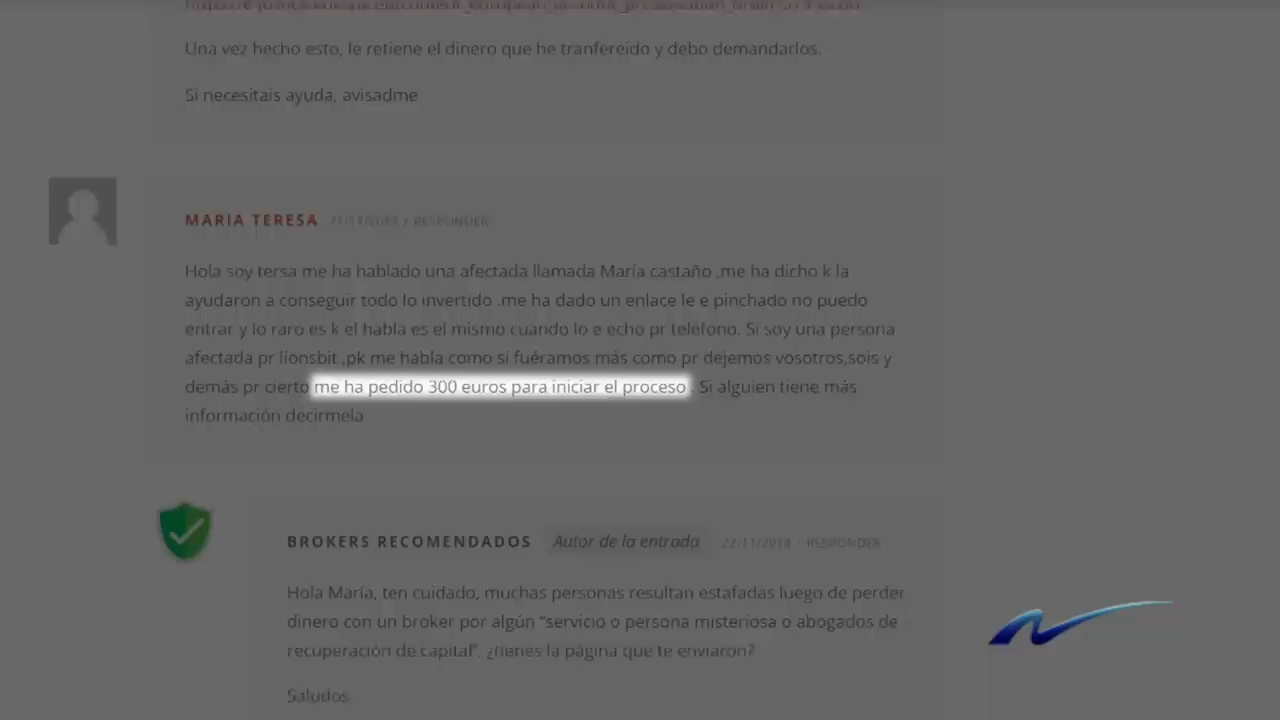 Una vez hecho esto, le retiene el dinero que he tranfereido y debo demandarlos.
Si necesitais ayuda, avisadme
MARIA TERESA / RESPONDER
Hola soy tersa me ha hablado una afectada llamada María castaño ,me ha dicho k la
ayudaron a conseguir todo lo invertido .me ha dado un enlace le e pinchado no puedo
entrar y lo raro es k el habla es el mismo cuando lo e echo pr teléfono. Si soy una persona
afectada pr lionsbit ,pk me habla como si fuéramos más como pr dejemos vosotros,sois y
demás pr cierto me ha pedido 300 euros para iniciar el proceso . Si alguien tiene más
información decirmela
BROKERS RECOMENDADOS Autor de la entrada 22/11/2018 / RESPONDER
Hola María, ten cuidado, muchas personas resultan estafadas luego de perder
dinero con un broker por algún "servicio o persona misteriosa o abogados de
recuperación de capital", ¿tienes la página que te enviaron?
Saludos